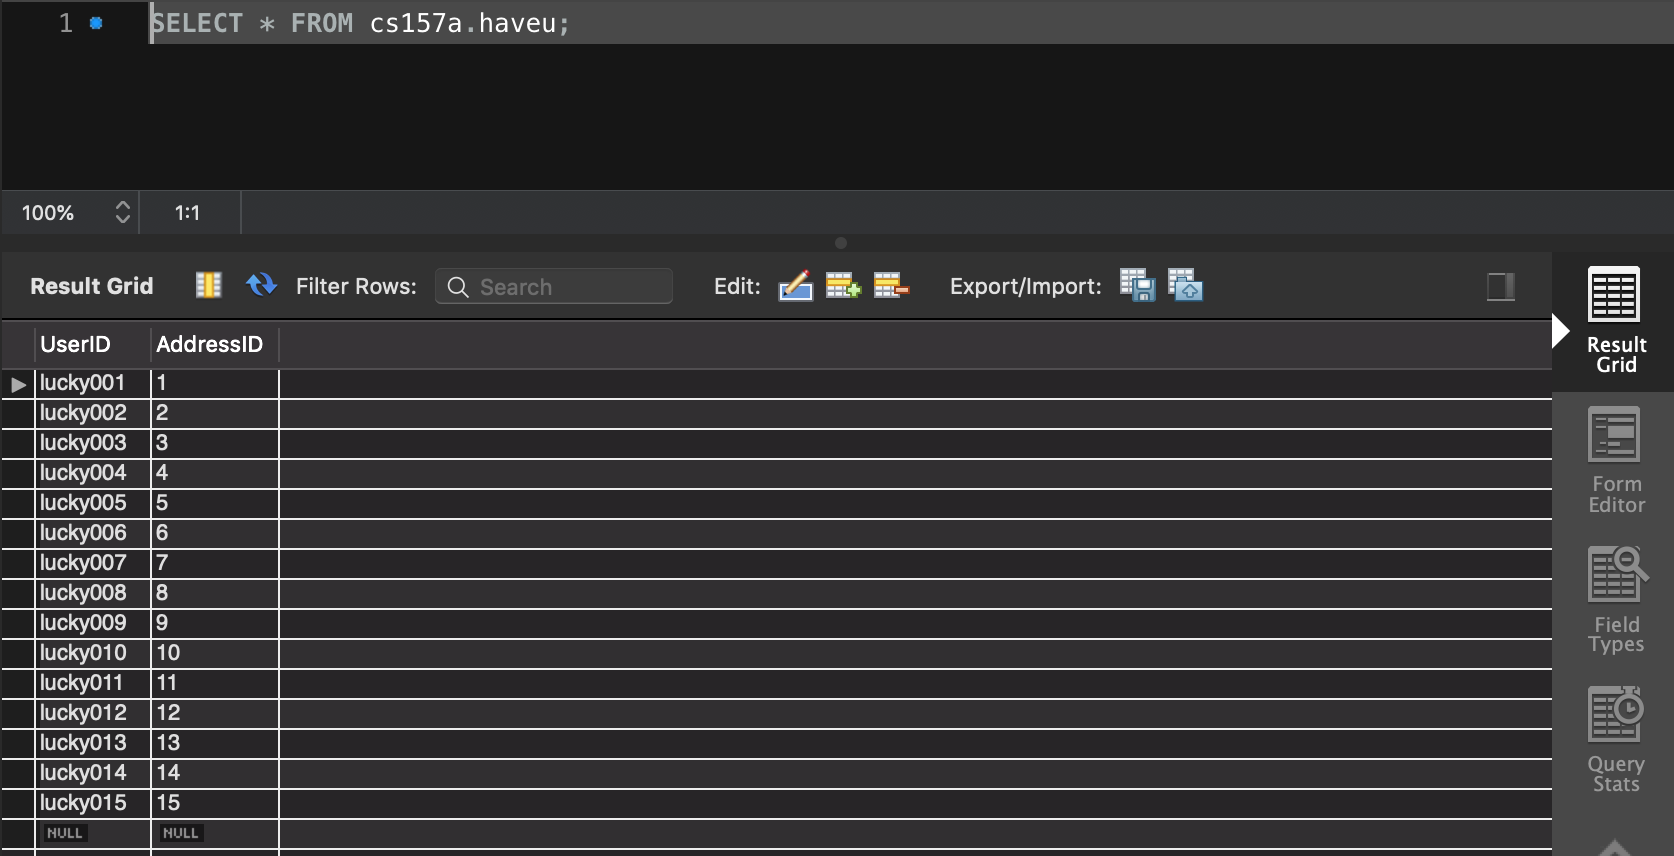 1 SELECT * FROM cs157a.haveu;
100% 1:1
Result Grid Filter Rows: Search Edit: Export/Import:
UserID AddressID
lucky001 1
lucky002 2
lucky003 3
lucky004 4
lucky005 5
lucky006 6
lucky007 7
lucky008 8
lucky009 9
lucky010 10
lucky011 11
lucky012 12
lucky013 13
lucky014 14
lucky015 15
NULL NULL
Result
Grid
Form
Editor
Field
Types
Query
Stats